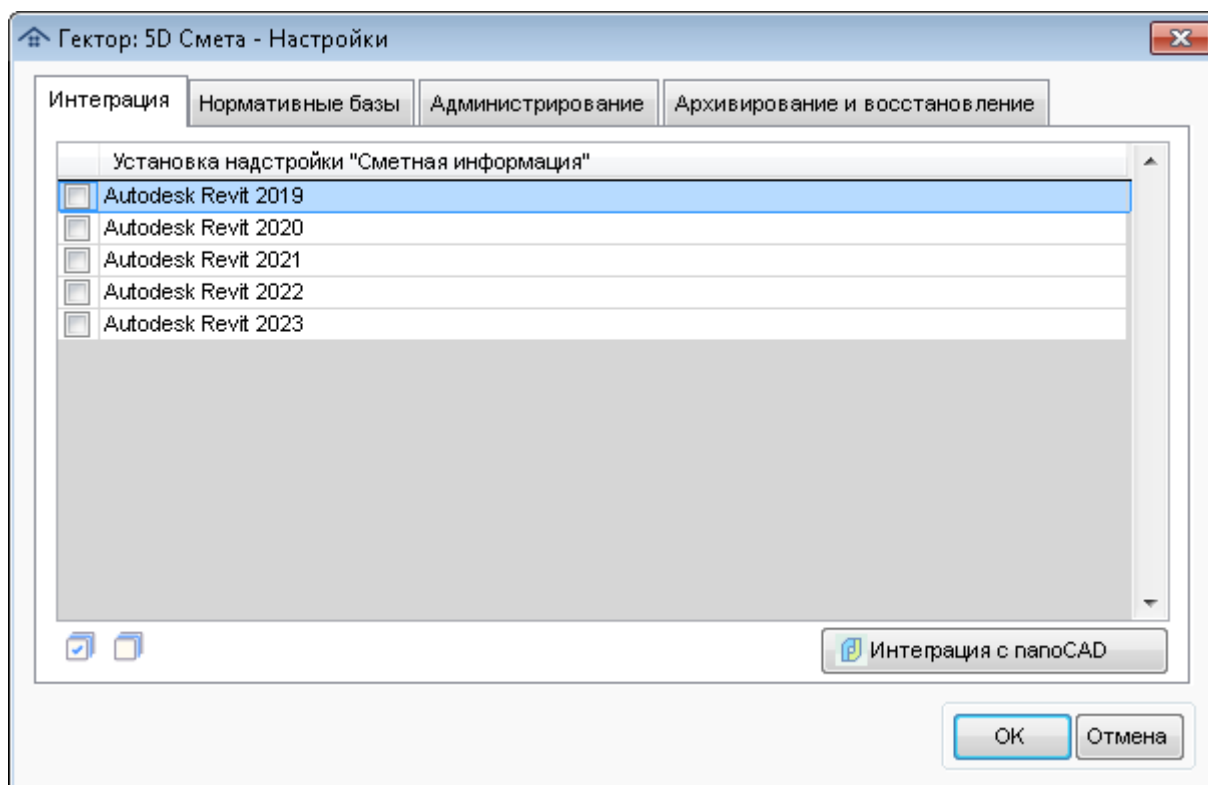 Гектор: 5D Смета - Настройки
Интеграция Нормативные базы Администрирование Архивирование и восстановление
Установка надстройки "Сметная информация"
Autodesk Revit 2019
Autodesk Revit 2020
Autodesk Revit 2021
Autodesk Revit 2022
Autodesk Revit 2023
Интеграция с nanoCAD
OK Отмена